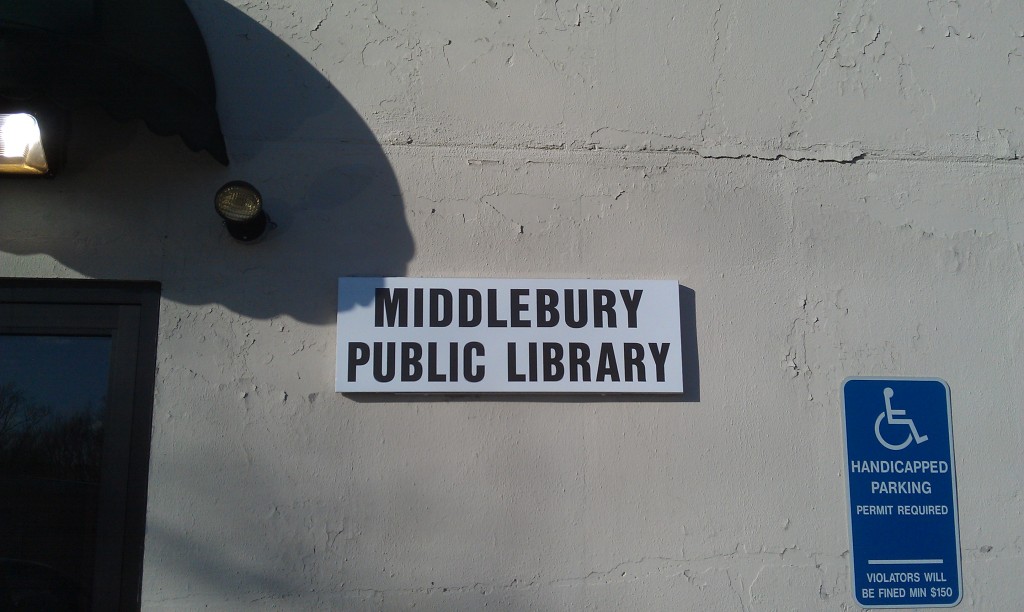 MIDDLEBURY
PUBLIC LIBRARY
HANDICAPPED
PARKING
PERMIT REQUIRED
VIOLATORS WILL
BE FINED MIN $150